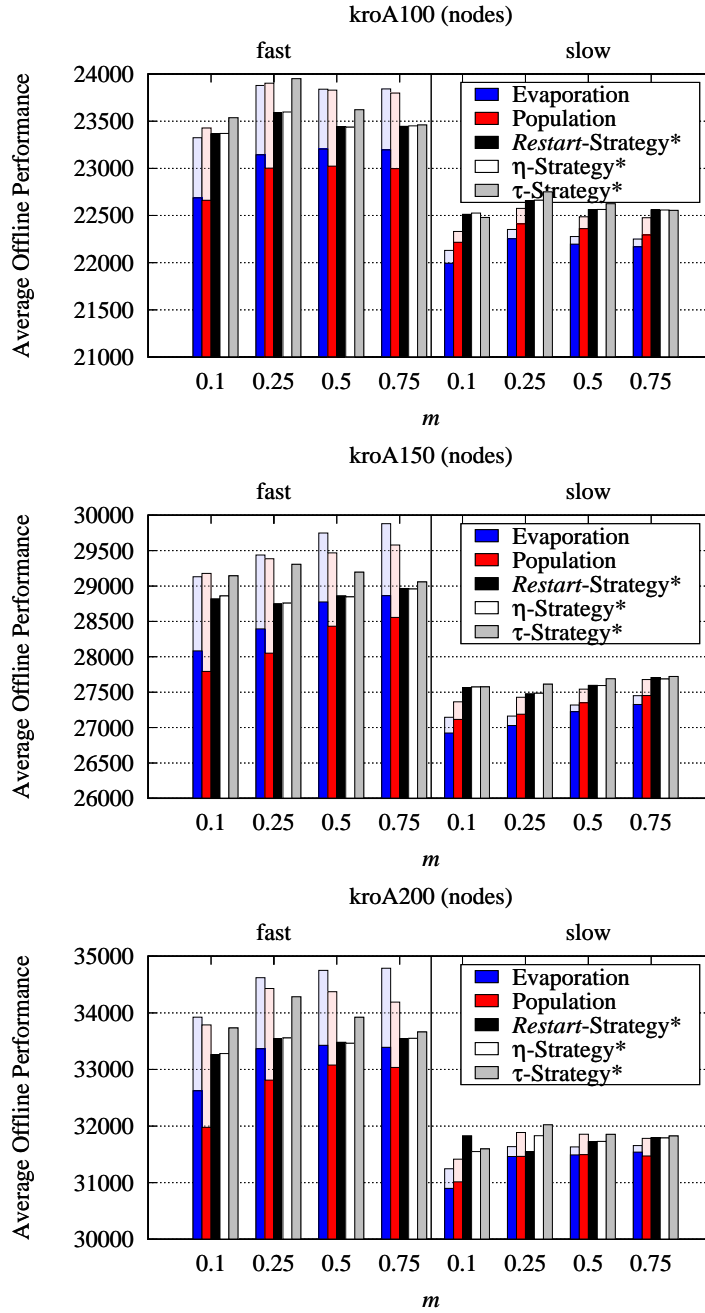 kroA100 (nodes)
fast slow
Average Offline Performance
24000
23500
23000
22500
22000
21500
21000
Evaporation
Population
Restart-Strategy*
η-Strategy*
τ-Strategy*
0.1 0.25 0.5 0.75 0.1 0.25 0.5 0.75
m
kroA150 (nodes)
fast slow
Average Offline Performance
30000
29500
29000
28500
28000
27500
27000
26500
26000
Evaporation
Population
Restart-Strategy*
η-Strategy*
τ-Strategy*
0.1 0.25 0.5 0.75 0.1 0.25 0.5 0.75
m
kroA200 (nodes)
fast slow
Average Offline Performance
35000
34000
33000
32000
31000
30000
Evaporation
Population
Restart-Strategy*
η-Strategy*
τ-Strategy*
0.1 0.25 0.5 0.75 0.1 0.25 0.5 0.75
m